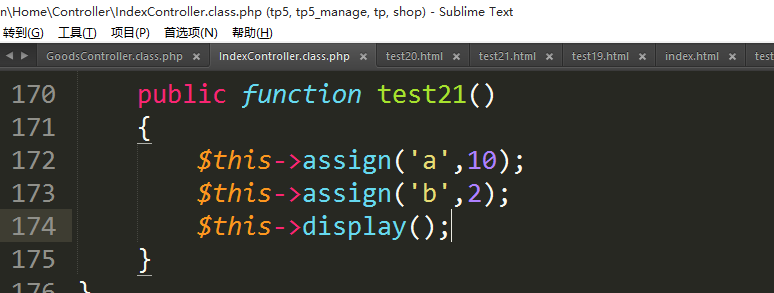 n\Home\Controller\IndexController.class.php (tp5, tp5_manage, tp, shop) - Sublime Text
转到(G) 工具(T) 项目(P) 首选项(N) 帮助(H)
GoodsController.class.php × IndexController.class.php × test20.html × test21.html × test19.html × index.html × test
170 public function test21()
171 {
172 $this->assign('a',10);
173 $this->assign('b',2);
174 $this->display();
175 }
176 }